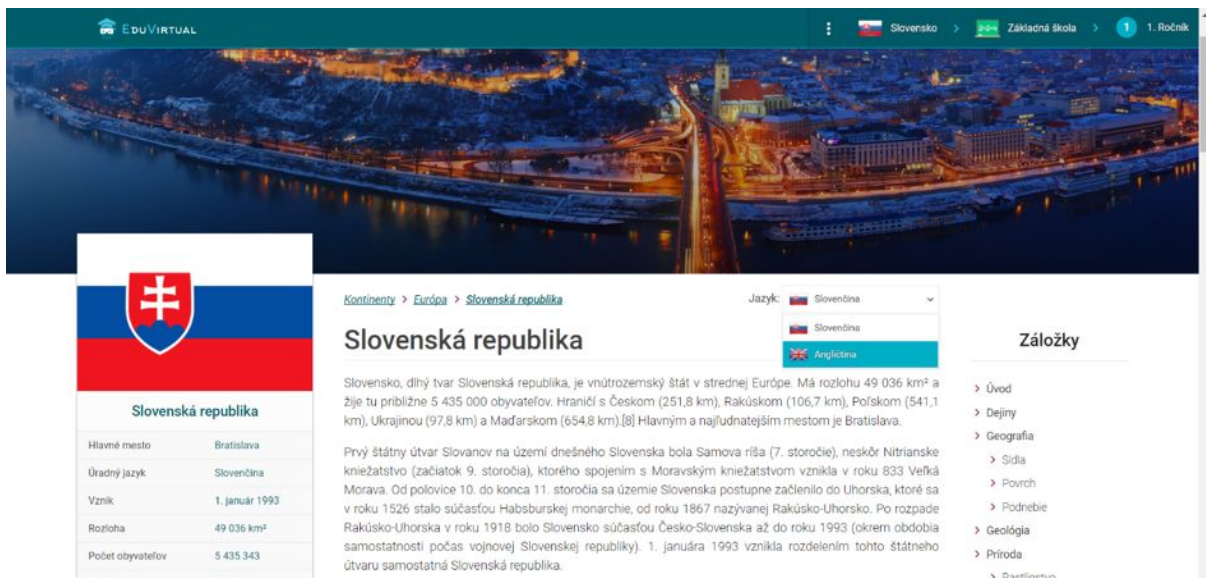 EDUVIRTUAL
Slovensko > Základná škola > 1 1. Ročník
Kontinenty > Európa > Slovenská republika
Jazyk: Slovenčina
Slovenčina
Angličtina
Slovenská republika
Slovensko, dlhý tvar Slovenská republika, je vnútrozemský štát v strednej Európe. Má rozlohu 49 036 km² a
žije tu približne 5 435 000 obyvateľov. Hraničí s Českom (251,8 km), Rakúskom (106,7 km), Poľskom (541,1
km), Ukrajinou (97,8 km) a Maďarskom (654,8 km).[8] Hlavným a najľudnatejším mestom je Bratislava.
Prvý štátny útvar Slovanov na území dnešného Slovenska bola Samova ríša (7. storočie), neskôr Nitrianske
kniežatstvo (začiatok 9. storočia), ktorého spojením s Moravským kniežatstvom vznikla v roku 833 Veľká
Morava. Od polovice 10. do konca 11. storočia sa územie Slovenska postupne začlenilo do Uhorska, ktoré sa
v roku 1526 stalo súčasťou Habsburskej monarchie, od roku 1867 nazývanej Rakúsko-Uhorsko. Po rozpade
Rakúsko-Uhorska v roku 1918 bolo Slovensko súčasťou Česko-Slovenska až do roku 1993 (okrem obdobia
samostatnosti počas vojnovej Slovenskej republiky). 1. januára 1993 vznikla rozdelením tohto štátneho
útvaru samostatná Slovenská republika.
Slovenská republika
Hlavné mesto Bratislava
Úradný jazyk Slovenčina
Vznik 1. január 1993
Rozloha 49 036 km²
Počet obyvateľov 5 435 343
Záložky
> Úvod
> Dejiny
> Geografia
> Sídla
> Povrch
> Podnebie
> Geológia
> Príroda
> Rastlinstvo